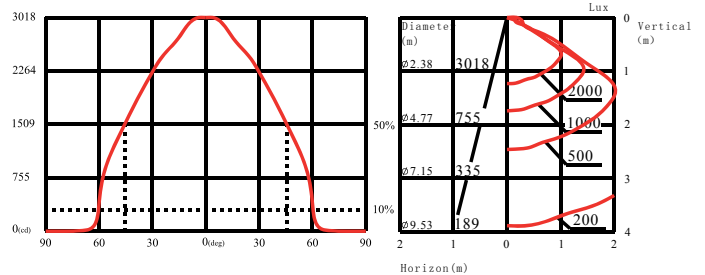 Lux
3018
2264
1509
755
0(cd)
90 60 30 0(deg) 30 60 90
50%
10%
Diameter
(m)
Ø2.38 3018
Ø4.77 755
Ø7.15 335
Ø9.53 189
2000
1000
500
200
0
1
2
3
4
Vertical
(m)
2 1 0 1 2
Horizon(m)